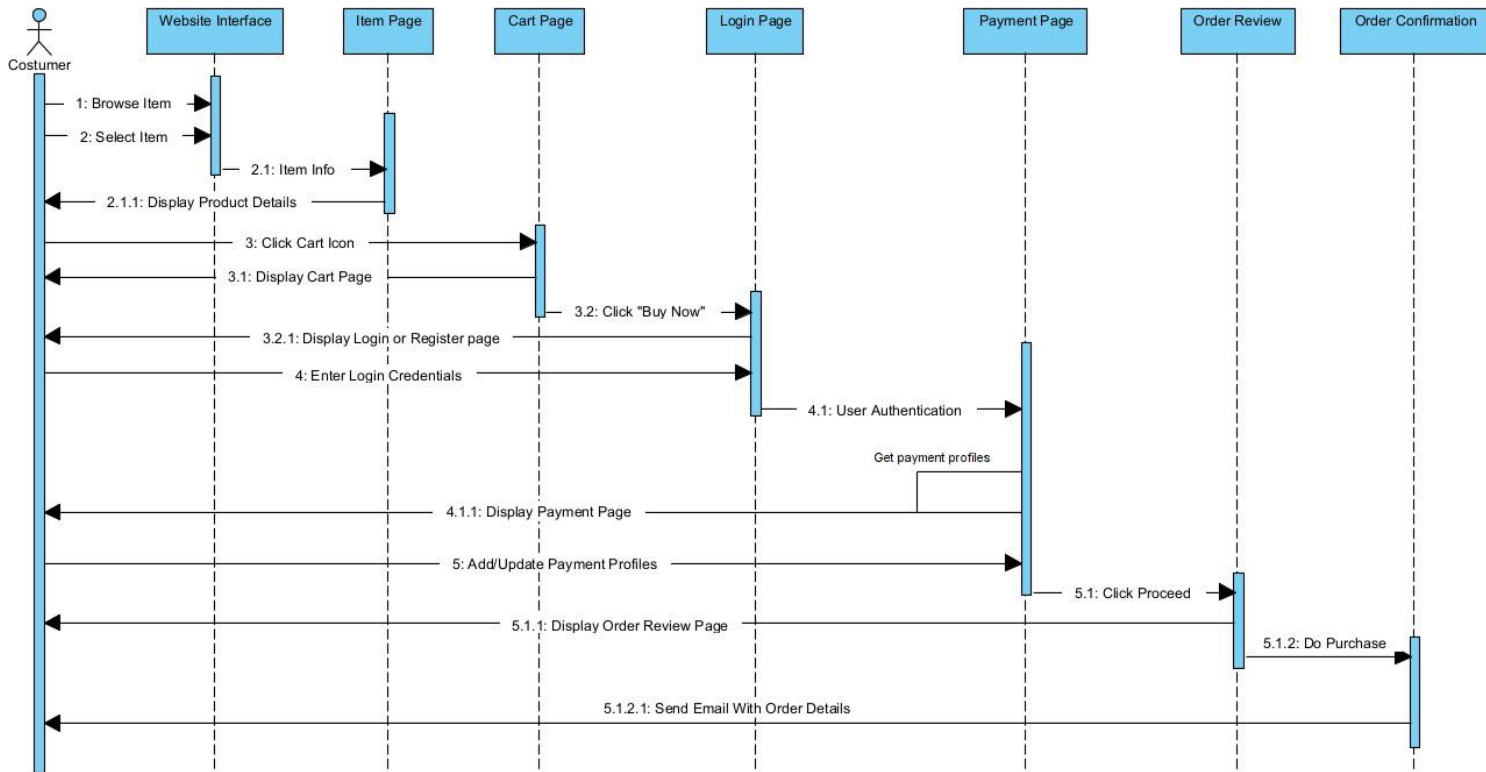 Website Interface
Item Page
Cart Page
Login Page
Payment Page
Order Review
Order Confirmation
Costumer
1: Browse Item
2: Select Item
2.1: Item Info
2.1.1: Display Product Details
3: Click Cart Icon
3.1: Display Cart Page
3.2: Click "Buy Now"
3.2.1: Display Login or Register page
4: Enter Login Credentials
4.1: User Authentication
Get payment profiles
4.1.1: Display Payment Page
5: Add/Update Payment Profiles
5.1: Click Proceed
5.1.1: Display Order Review Page
5.1.2: Do Purchase
5.1.2.1: Send Email With Order Details